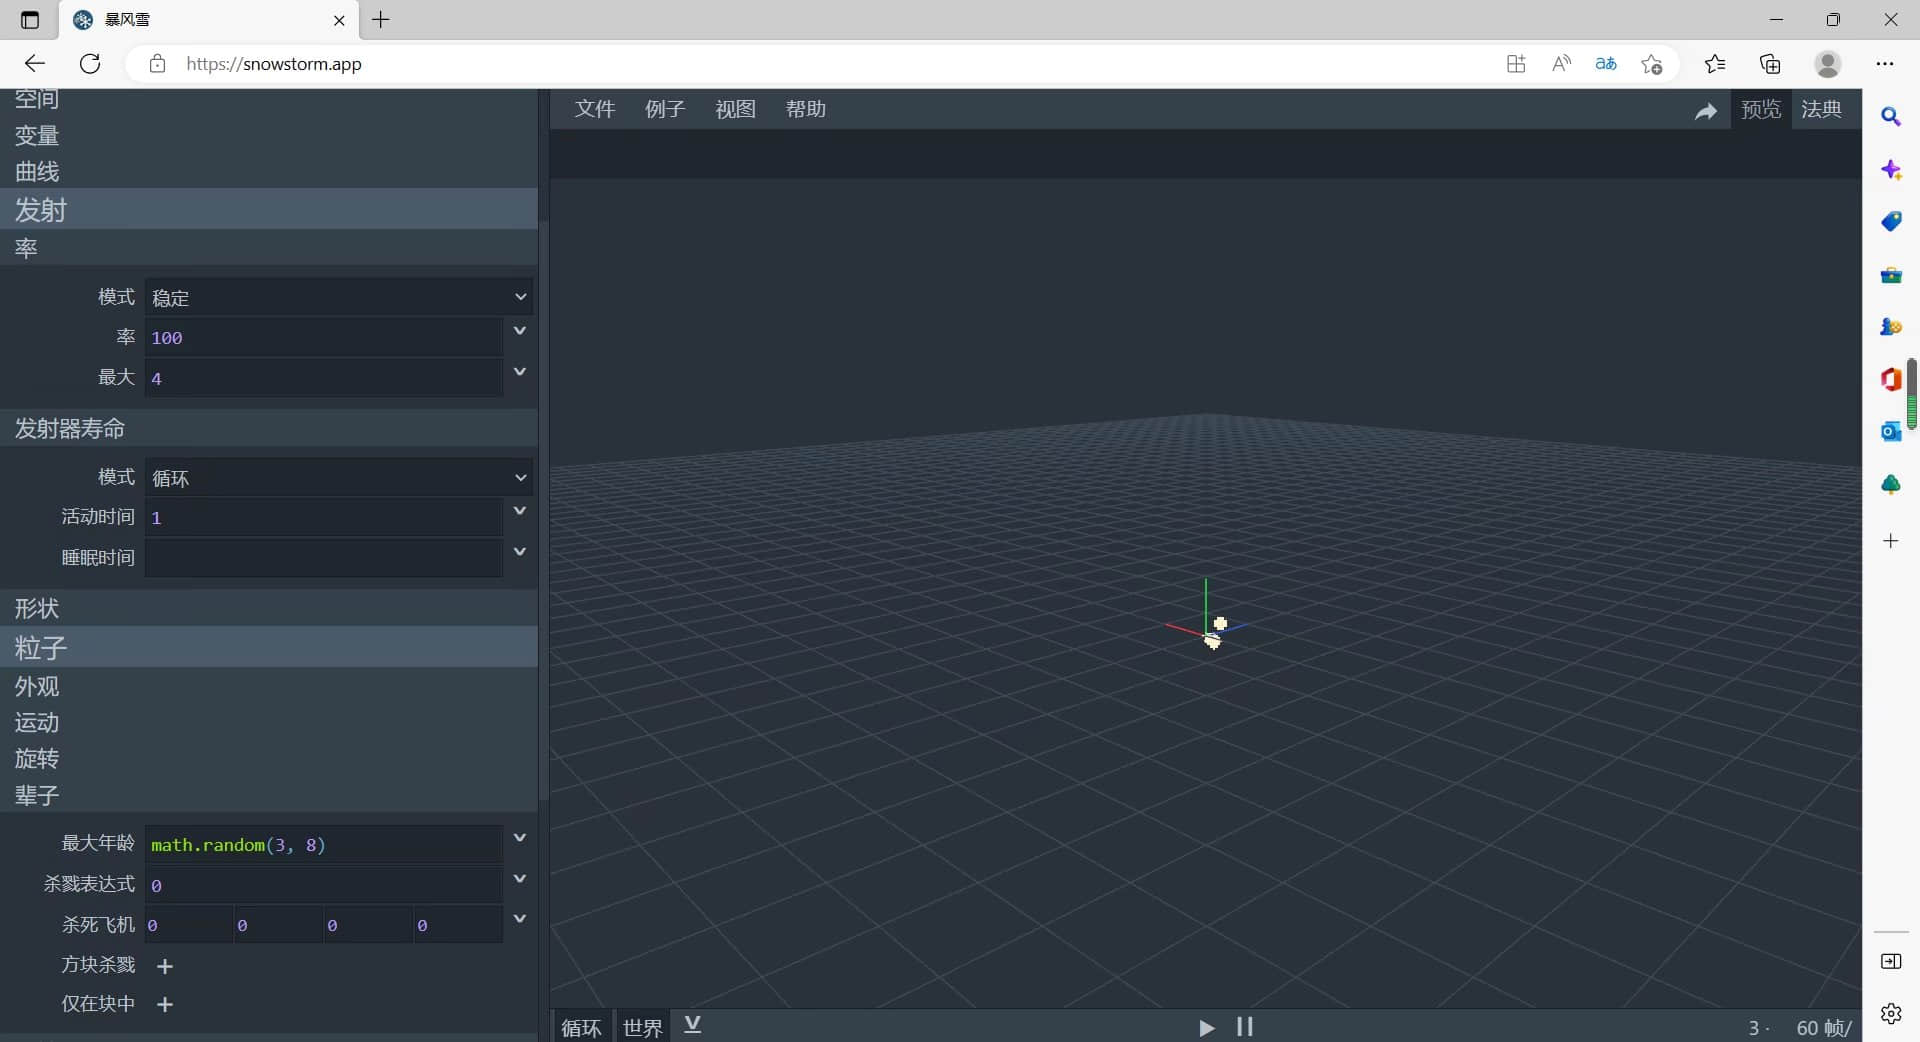 暴风雪
https://snowstorm.app
空间
变量
曲线
发射
率
模式 稳定
率 100
最大 4
发射器寿命
模式 循环
活动时间 1
睡眠时间
形状
粒子
外观
运动
旋转
辈子
最大年龄 math.random(3, 8)
杀戮表达式 0
杀死飞机 0 0 0 0
方块杀戮 +
仅在块中 +
文件 例子 视图 帮助
预览 法典
循环 世界
3 · 60 帧/